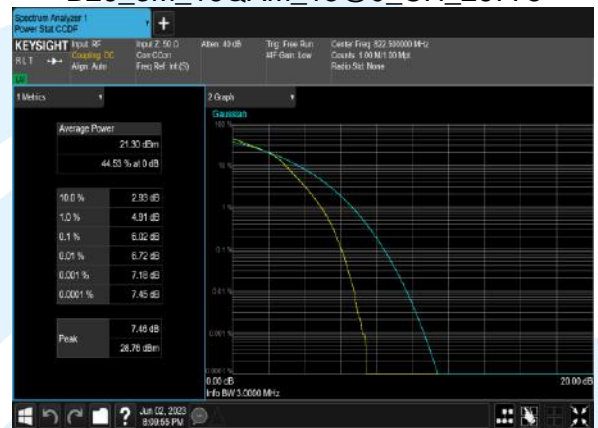 Spectrum Analyzer 1
Power Stat CCDF
+
KEYSIGHT
RLT
Input: RF
Coupling: DC
Align: Auto
Input Z: 50 Ω
Corr CCorr
Freq Ref: Int (S)
Atten: 40 dB
Trig: Free Run
#IF Gain: Low
Center Freq: 822.500000 MHz
Counts: 1.00 M/1.00 Mpt
Radio Std: None
1 Metrics
Average Power
21.30 dBm
44.53 % at 0 dB
10.0 % 2.93 dB
1.0 % 4.91 dB
0.1 % 6.02 dB
0.01 % 6.72 dB
0.001 % 7.18 dB
0.0001 % 7.45 dB
Peak
7.46 dB
28.76 dBm
2 Graph
Gaussian
100 %
10 %
1 %
0.1 %
0.01 %
0.001 %
0.0001 %
0.00 dB
20.00 dB
Info BW 3.0000 MHz
?
Jun 02, 2023
8:09:55 PM